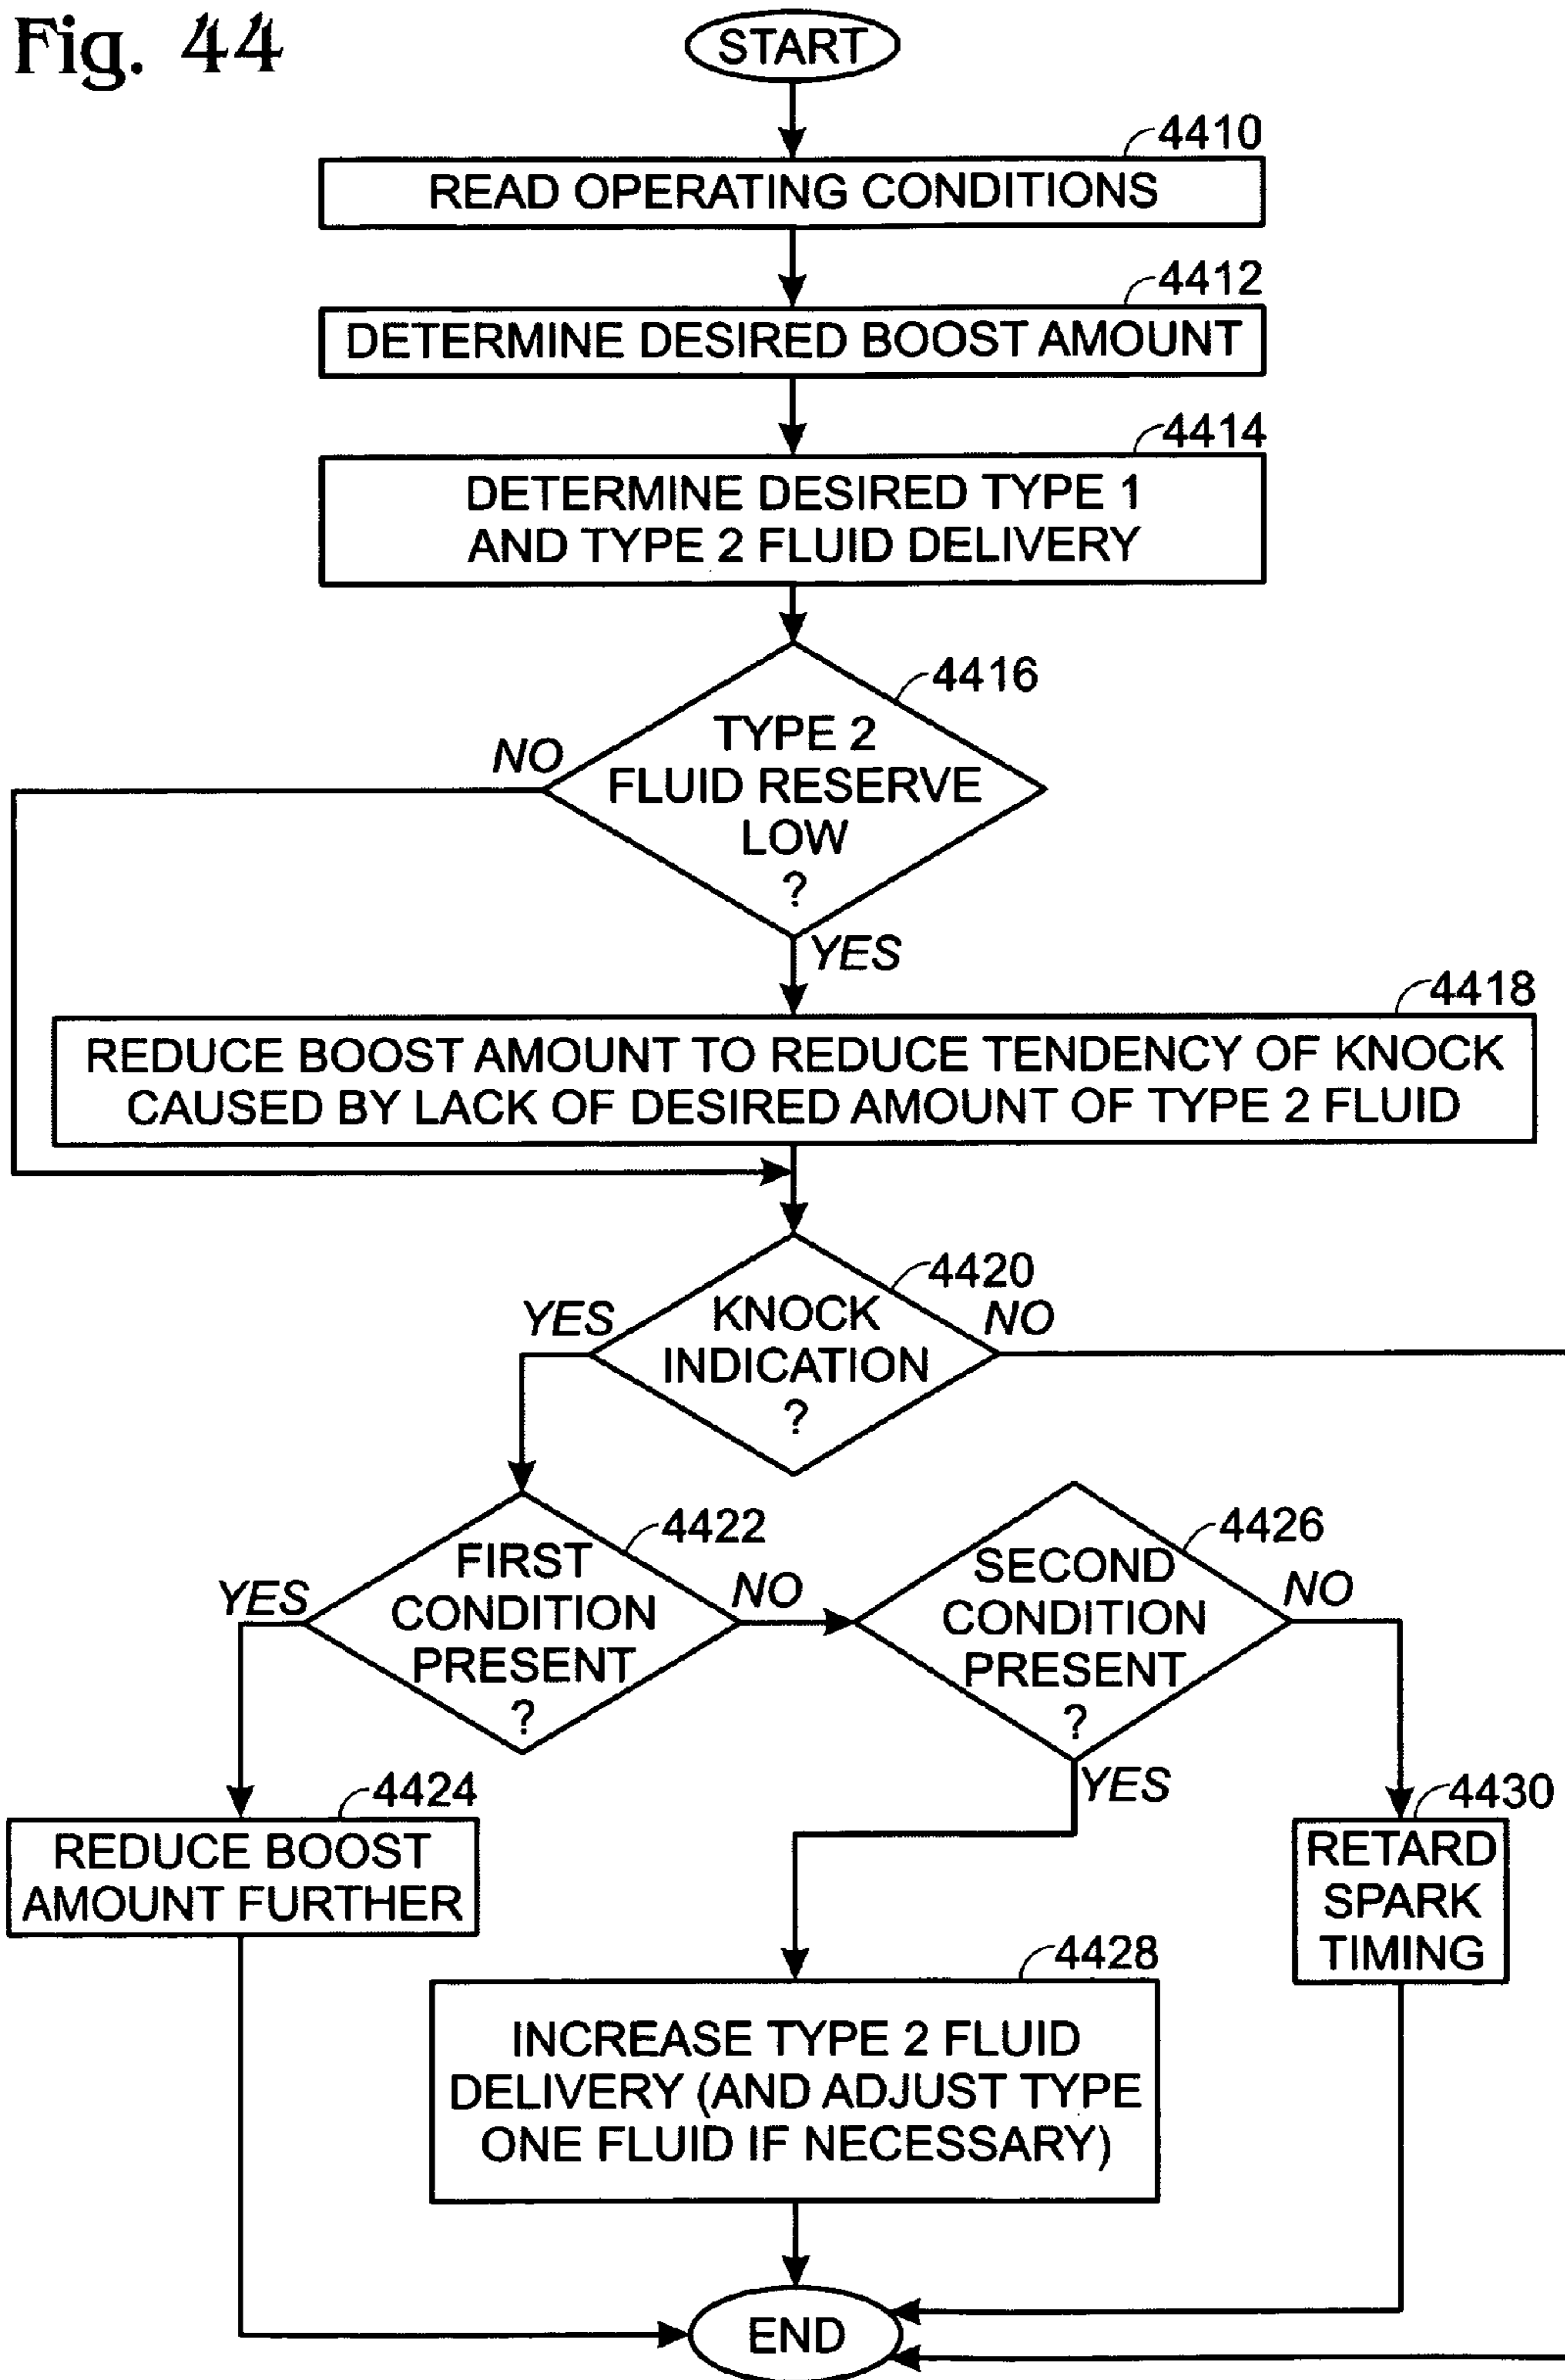 Fig. 44
START
4410
READ OPERATING CONDITIONS
4412
DETERMINE DESIRED BOOST AMOUNT
4414
DETERMINE DESIRED TYPE 1
AND TYPE 2 FLUID DELIVERY
4416
TYPE 2
FLUID RESERVE
LOW
?
NO
YES
4418
REDUCE BOOST AMOUNT TO REDUCE TENDENCY OF KNOCK
CAUSED BY LACK OF DESIRED AMOUNT OF TYPE 2 FLUID
4420
KNOCK
INDICATION
?
YES
NO
4422
FIRST
CONDITION
PRESENT
?
YES
NO
4426
SECOND
CONDITION
PRESENT
?
NO
YES
4424
REDUCE BOOST
AMOUNT FURTHER
4430
RETARD
SPARK
TIMING
4428
INCREASE TYPE 2 FLUID
DELIVERY (AND ADJUST TYPE
ONE FLUID IF NECESSARY)
END